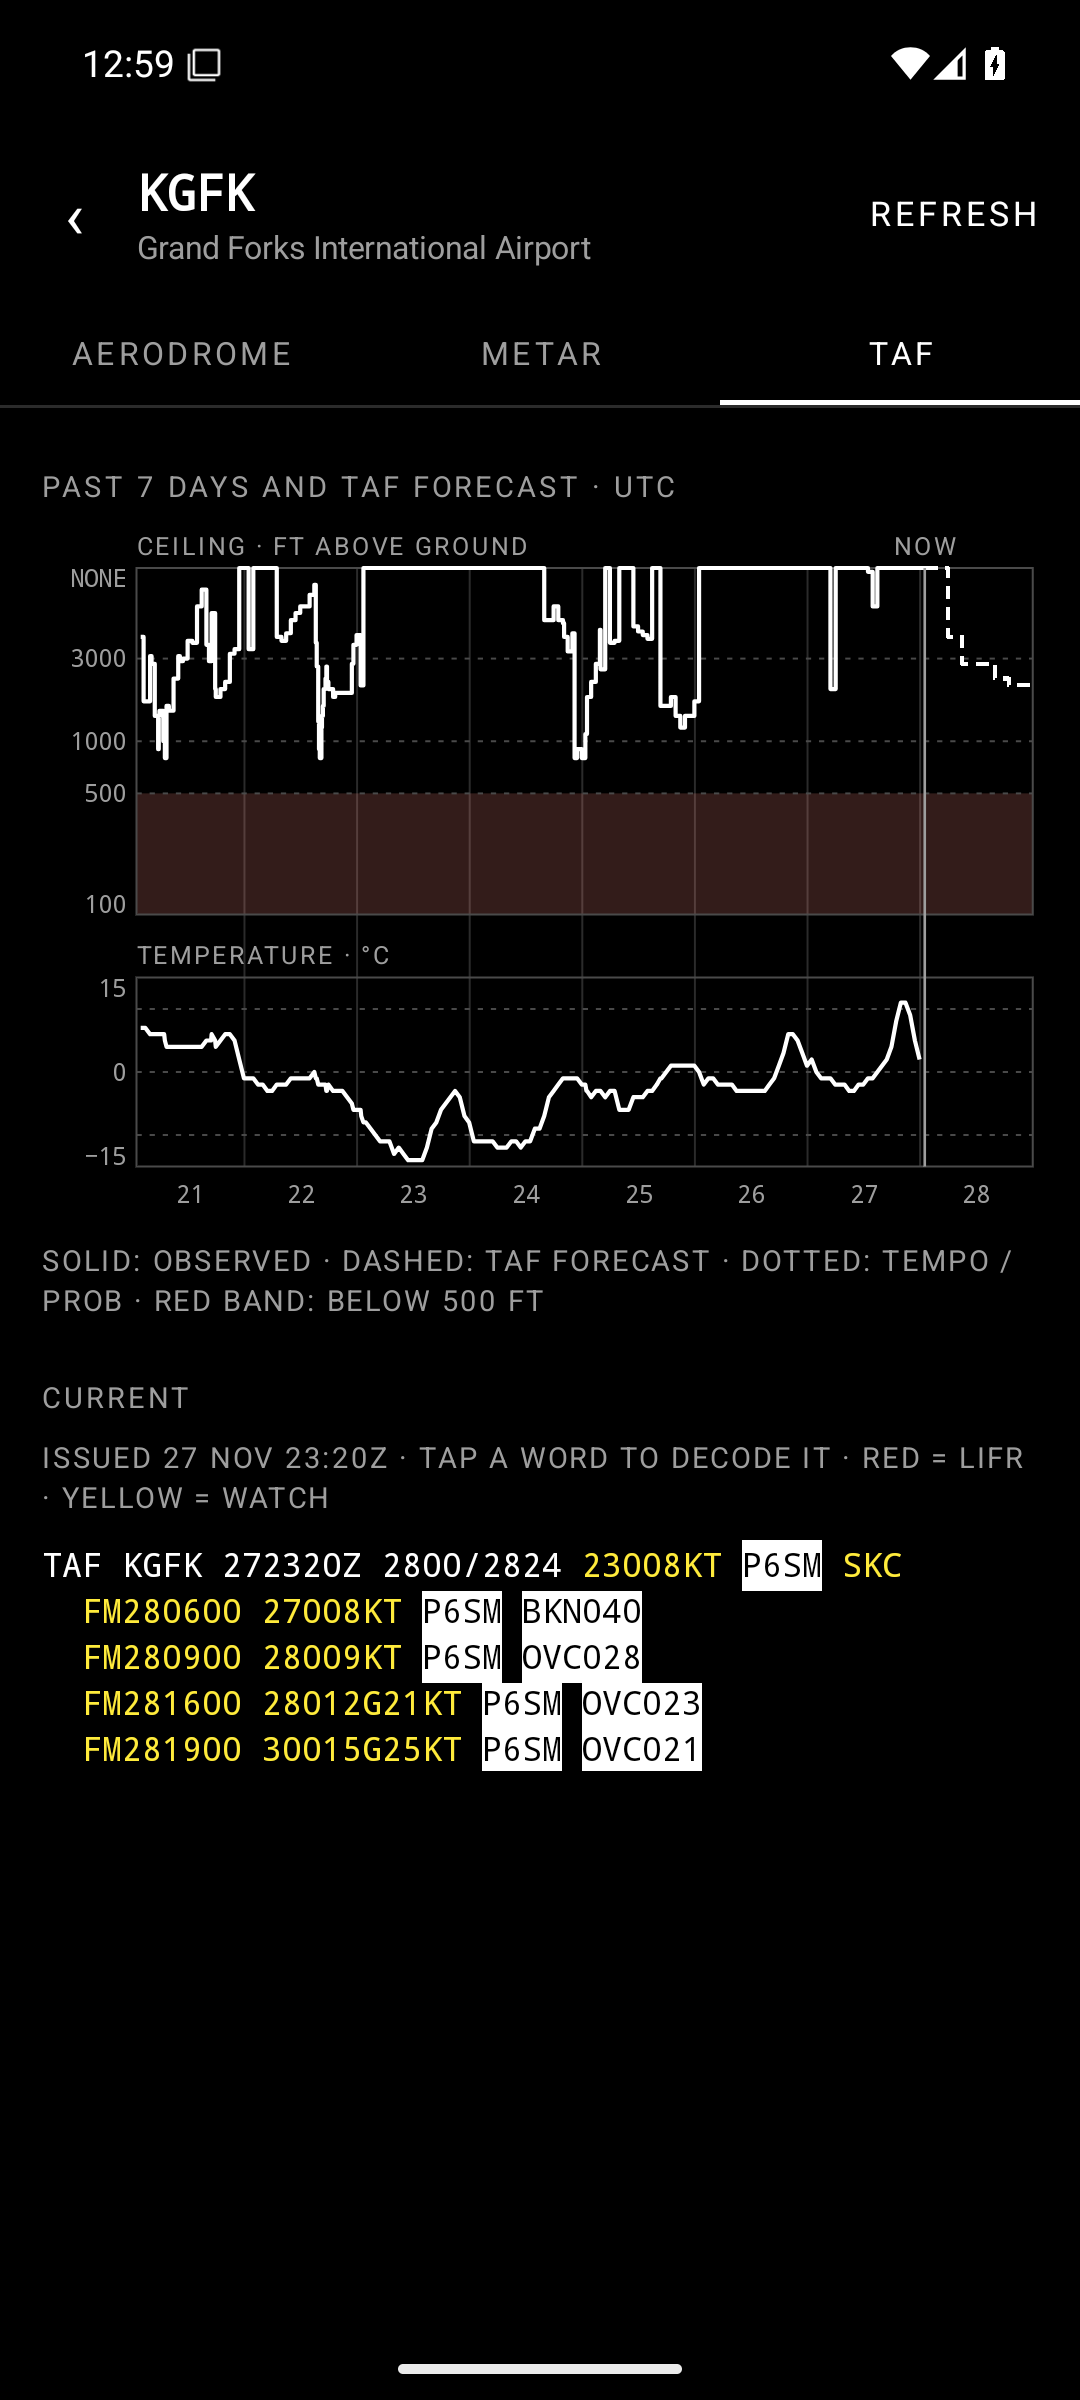 12:59
KGFK
Grand Forks International Airport
REFRESH
AERODROME METAR TAF
PAST 7 DAYS AND TAF FORECAST · UTC
CEILING · FT ABOVE GROUND NOW
NONE
3000
1000
500
100
TEMPERATURE · °C
15
0
−15
21 22 23 24 25 26 27 28
SOLID: OBSERVED · DASHED: TAF FORECAST · DOTTED: TEMPO /
PROB · RED BAND: BELOW 500 FT
CURRENT
ISSUED 27 NOV 23:20Z · TAP A WORD TO DECODE IT · RED = LIFR
· YELLOW = WATCH
TAF KGFK 272320Z 2800/2824 23008KT P6SM SKC
FM280600 27008KT P6SM BKN040
FM280900 28009KT P6SM OVC028
FM281600 28012G21KT P6SM OVC023
FM281900 30015G25KT P6SM OVC021